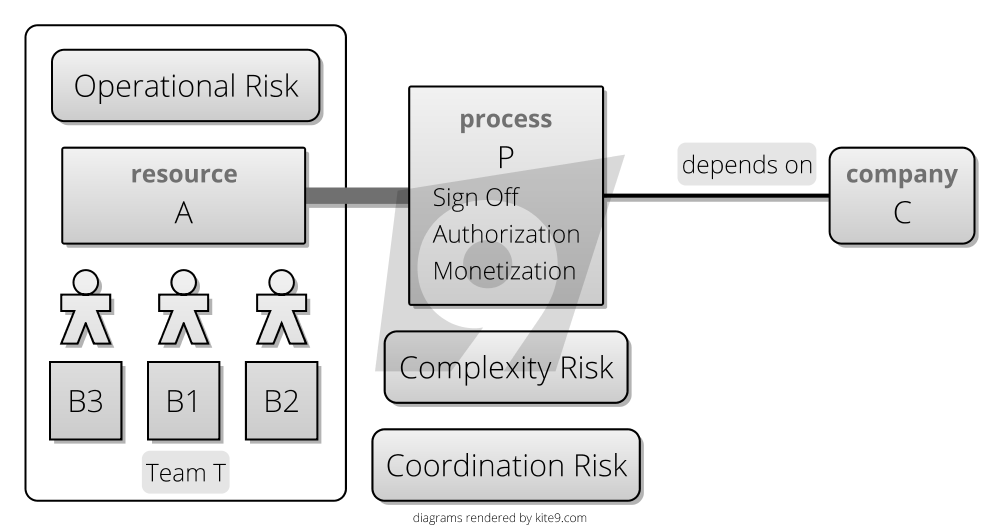 Operational Risk
resource
A
B3
B1
B2
Team T
process
P
Sign Off
Authorization
Monetization
Complexity Risk
Coordination Risk
depends on
company
C
diagrams rendered by kite9.com